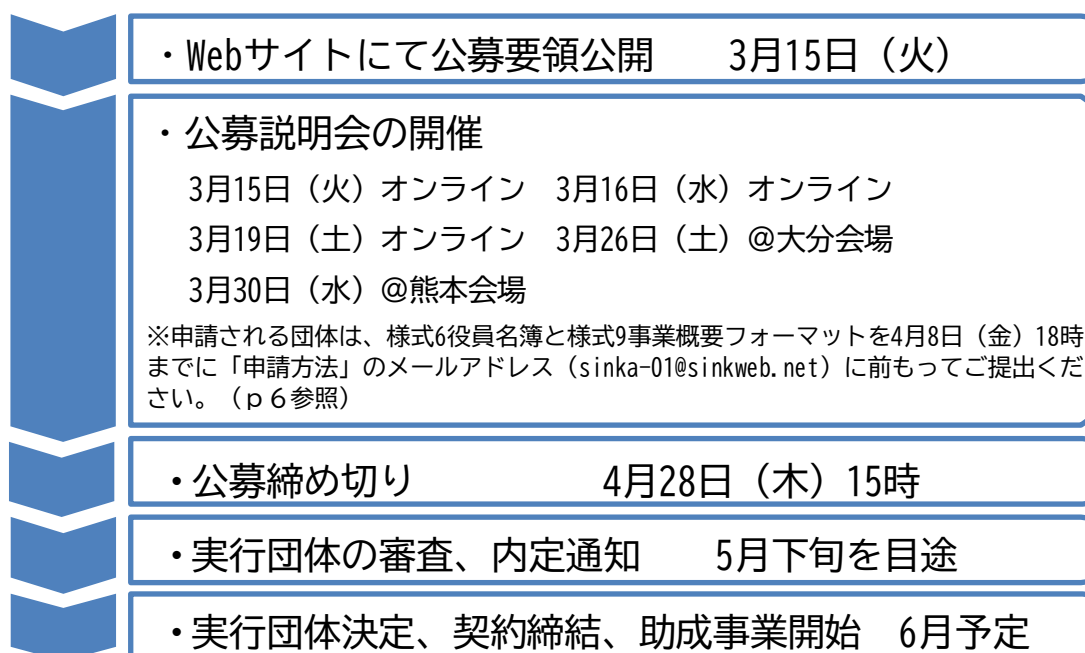 ・Webサイトにて公募要領公開　　3月15日（火）
・公募説明会の開催
3月15日（火）オンライン　3月16日（水）オンライン
3月19日（土）オンライン　3月26日（土）@大分会場
3月30日（水）@熊本会場
※申請される団体は、様式6役員名簿と様式9事業概要フォーマットを4月8日（金）18時
までに「申請方法」のメールアドレス（sinka-01@sinkweb.net）に前もってご提出くだ
さい。（ｐ６参照）
・公募締め切り　　　　　4月28日（木）15時
・実行団体の審査、内定通知　　5月下旬を目途
・実行団体決定、契約締結、助成事業開始　6月予定